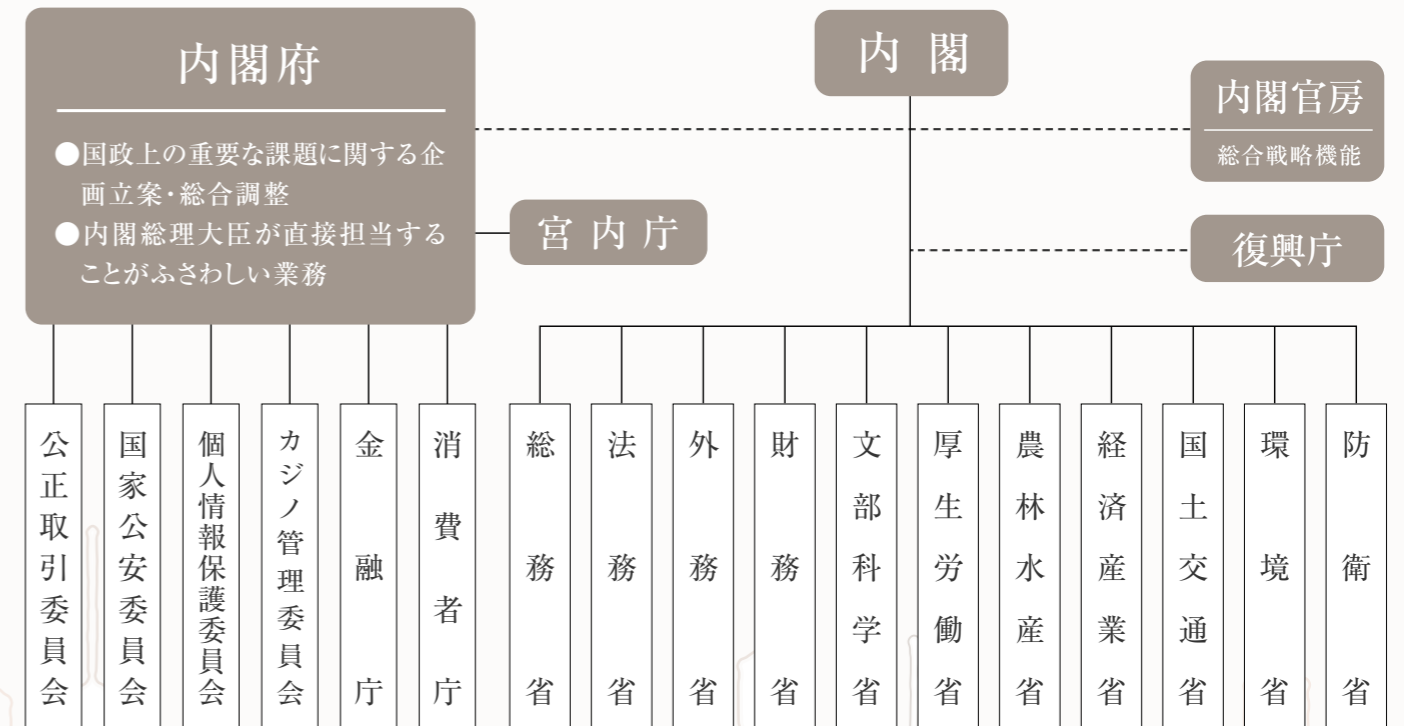 内閣府
●国政上の重要な課題に関する企
画立案・総合調整
●内閣総理大臣が直接担当する
ことがふさわしい業務
内閣
内閣官房
総合戦略機能
宮内庁
復興庁
公正取引委員会
国家公安委員会
個人情報保護委員会
カジノ管理委員会
金融庁
消費者庁
総務省
法務省
外務省
財務省
文部科学省
厚生労働省
農林水産省
経済産業省
国土交通省
環境省
防衛省